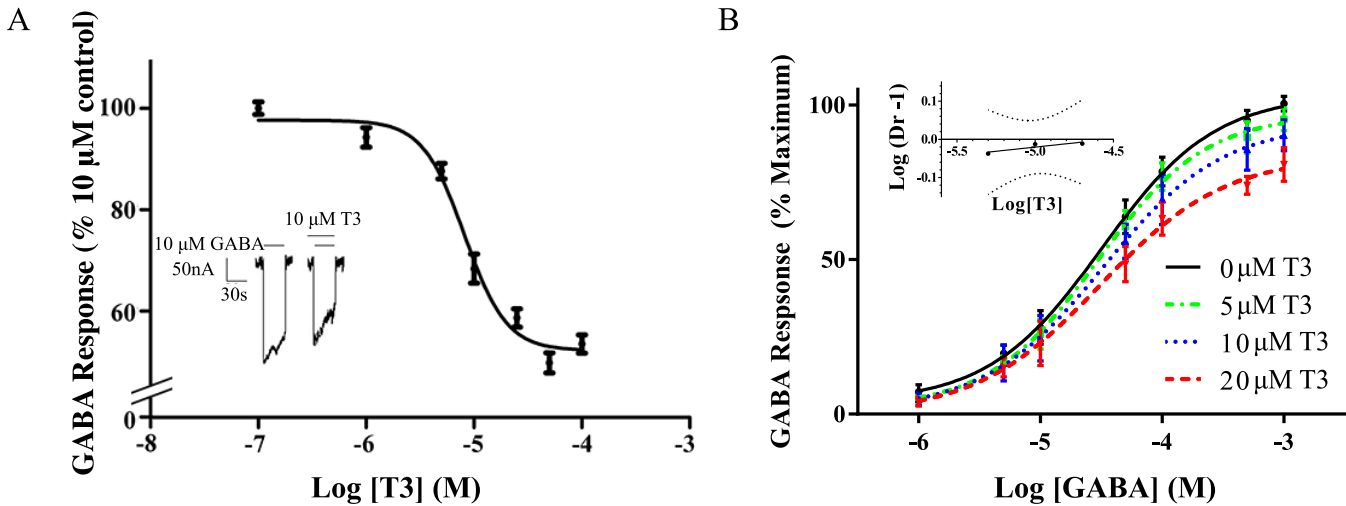 A
GABA Response (% 10 μM control)
100
80
60
0
10 μM T3
10 μM GABA
50nA
30s
-8 -7 -6 -5 -4 -3
Log [T3] (M)
B
GABA Response (% Maximum)
100
50
0
Log (Dr -1)
0.1
0.0
-0.1
-5.5 -5.0 -4.5
Log[T3]
0 μM T3
5 μM T3
10 μM T3
20 μM T3
-6 -5 -4 -3
Log [GABA] (M)